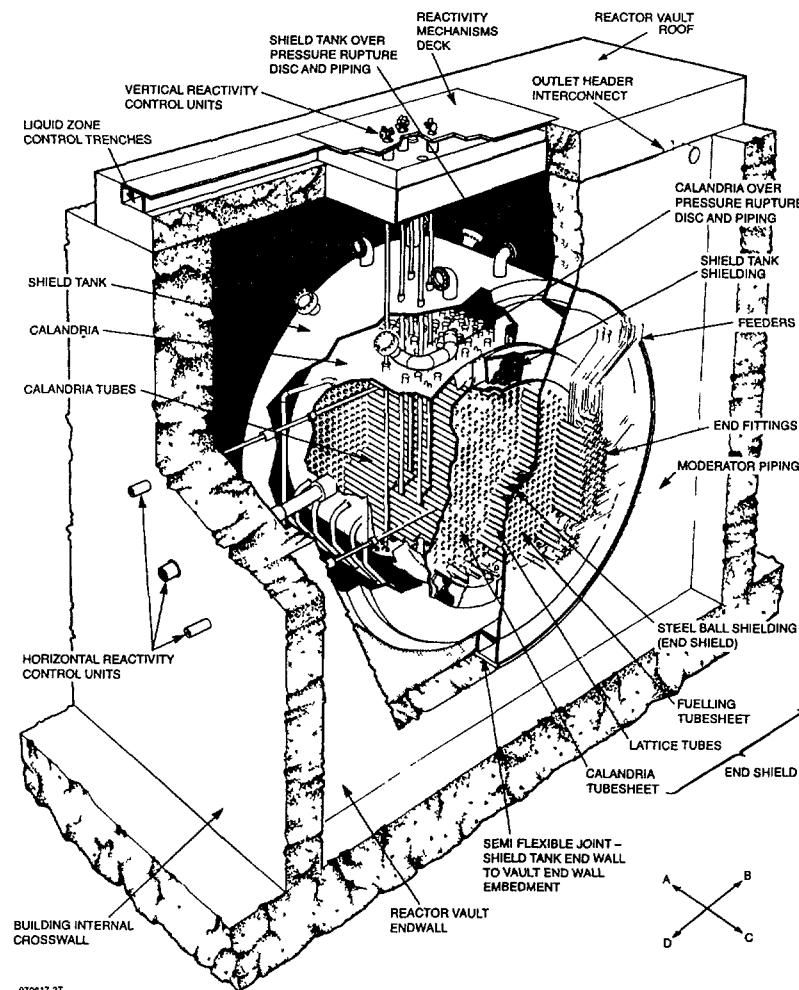 REACTIVITY
MECHANISMS
DECK
REACTOR VAULT
ROOF
SHIELD TANK OVER
PRESSURE RUPTURE
DISC AND PIPING
OUTLET HEADER
INTERCONNECT
VERTICAL REACTIVITY
CONTROL UNITS
LIQUID ZONE
CONTROL TRENCHES
CALANDRIA OVER
PRESSURE RUPTURE
DISC AND PIPING
SHIELD TANK
SHIELDING
SHIELD TANK
FEEDERS
CALANDRIA
CALANDRIA TUBES
END FITTINGS
MODERATOR PIPING
STEEL BALL SHIELDING
(END SHIELD)
HORIZONTAL REACTIVITY
CONTROL UNITS
FUELLING
TUBESHEET
LATTICE TUBES
END SHIELD
CALANDRIA
TUBESHEET
SEMI FLEXIBLE JOINT –
SHIELD TANK END WALL
TO VAULT END WALL
EMBEDMENT
A
B
D
C
BUILDING INTERNAL
CROSSWALL
REACTOR VAULT
ENDWALL